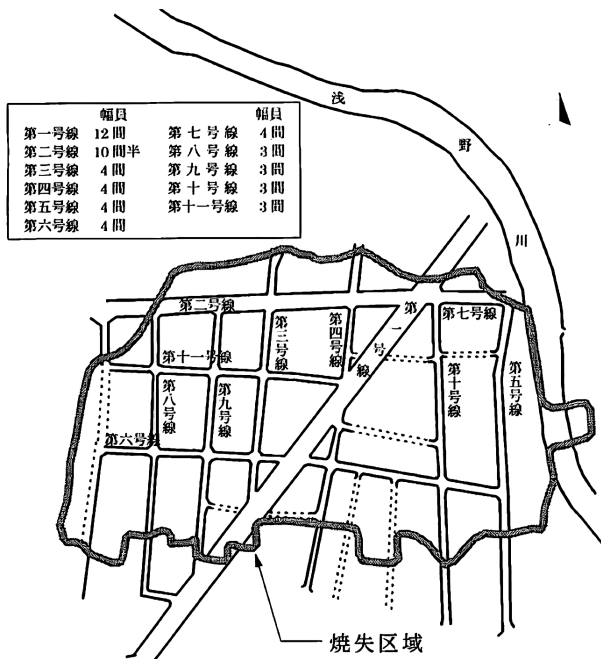 幅員 幅員
第一号線 12間 第七号線 4間
第二号線 10間半 第八号線 3間
第三号線 4間 第九号線 3間
第四号線 4間 第十号線 3間
第五号線 4間 第十一号線 3間
第六号線 4間
浅野川
第二号線
第一号線
第七号線
第三号線
第四号線
第十一号線
第八号線
第九号線
第十号線
第五号線
第六号線
焼失区域